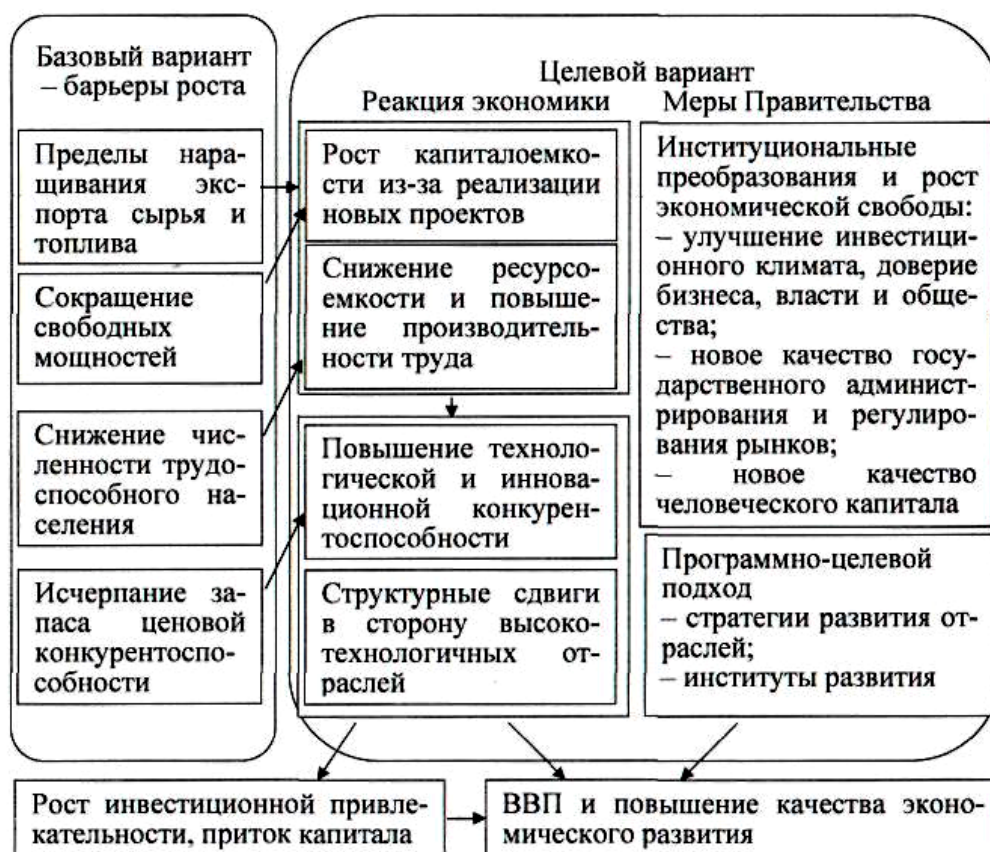 Базовый вариант
– барьеры роста
Пределы нара-
щивания экс-
порта сырья и
топлива
Сокращение
свободных
мощностей
Снижение чис-
ленности трудо-
способного на-
селения
Исчерпание за-
паса ценовой
конкурентоспо-
собности
Целевой вариант
Реакция экономики
Рост капиталоемко-
сти из-за реализации
новых проектов
Снижение ресурсо-
емкости и повыше-
ние производитель-
ности труда
Повышение техноло-
гической и иннова-
ционной конкурен-
тоспособности
Структурные сдвиги
в сторону высоко-
технологичных от-
раслей
Меры Правительства
Институциональные
преобразования и рост
экономической свободы:
– улучшение инвестици-
онного климата, доверие
бизнеса, власти и обще-
ства;
– новое качество госу-
дарственного админист-
рирования и регулиро-
вания рынков;
– новое качество
человеческого капитала
Программно-целевой
подход
– стратегии развития от-
раслей;
– институты развития
Рост инвестиционной привле-
кательности, приток капитала
ВВП и повышение качества эконо-
мического развития